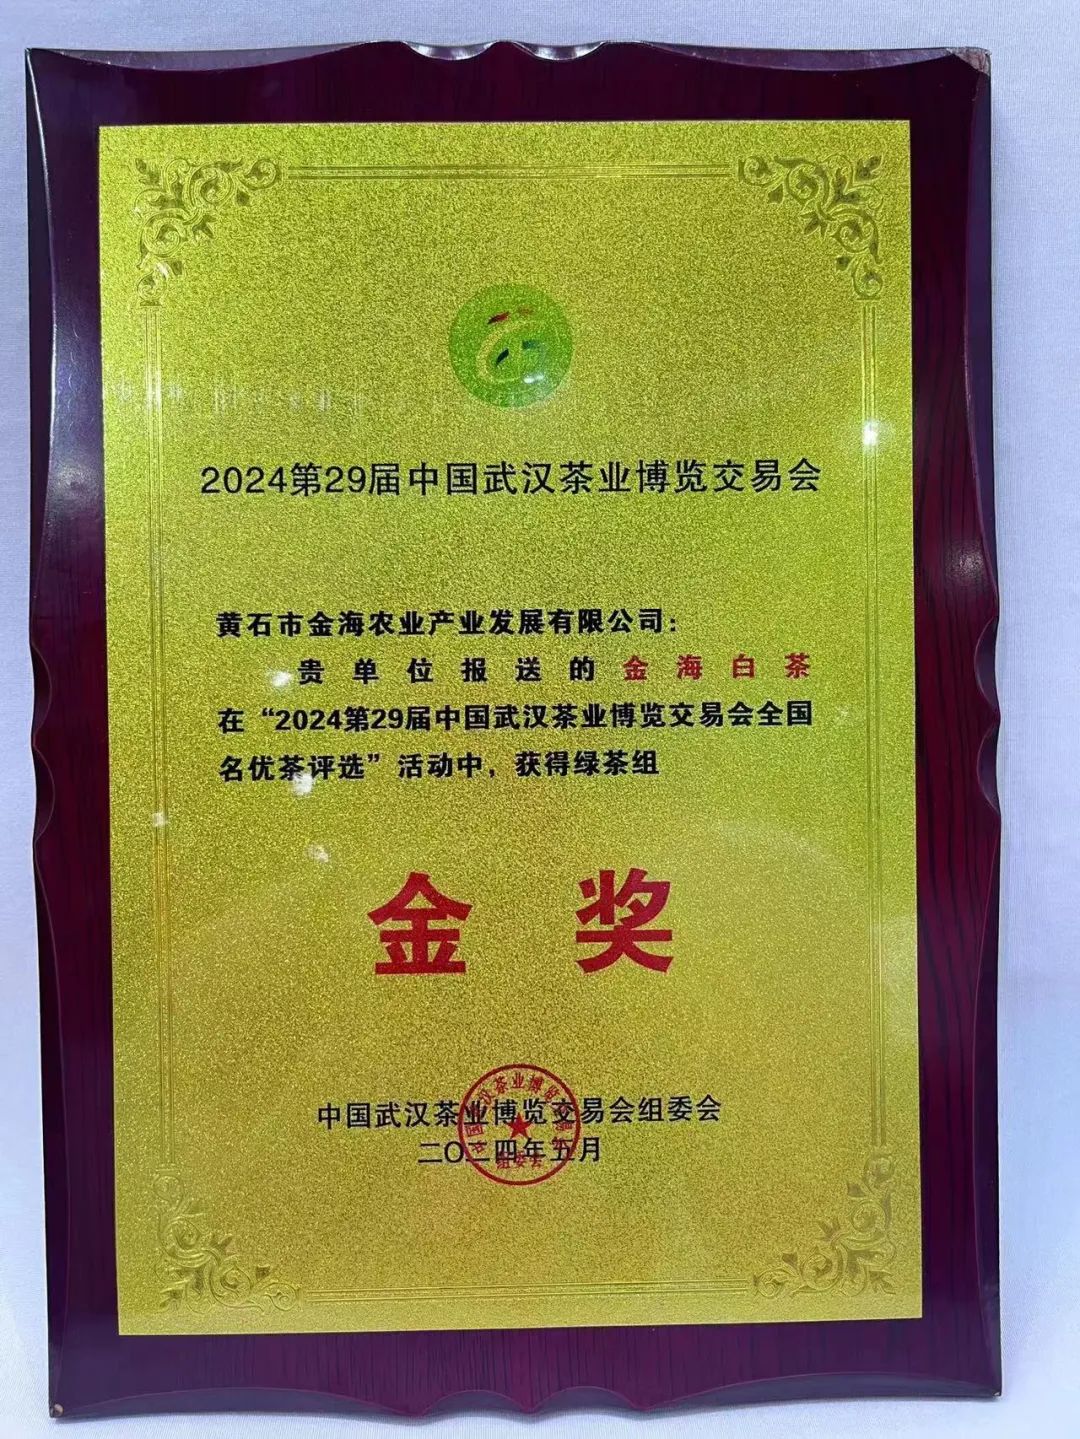 2024第29届中国武汉茶业博览交易会
黄石市金海农业产业发展有限公司：
贵单位报送的金海白茶
在“2024第29届中国武汉茶业博览交易会全国
名优茶评选”活动中，获得绿茶组
金奖
中国武汉茶业博览交易会组委会
二〇二四年五月
组委会